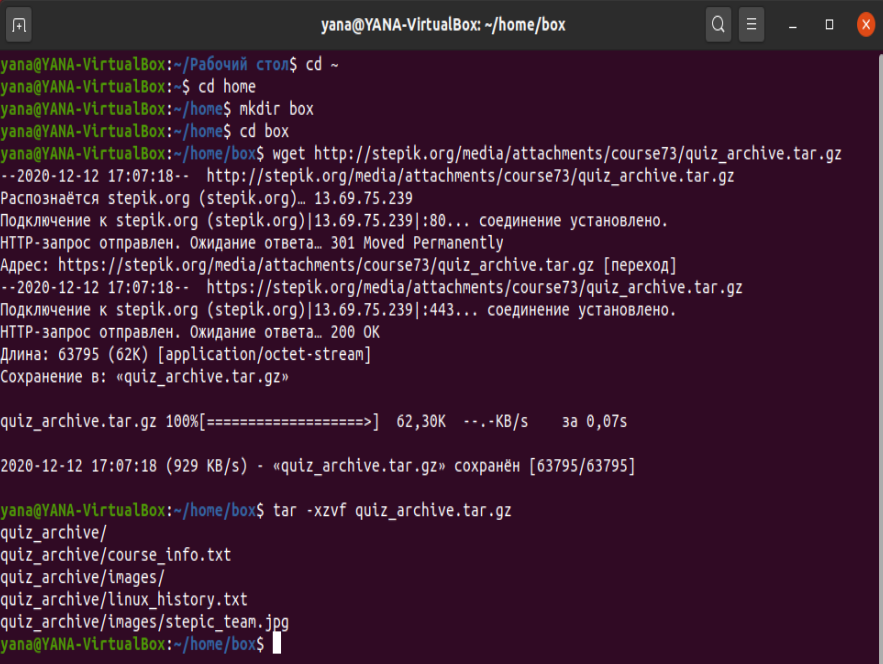 yana@YANA-VirtualBox: ~/home/box
yana@YANA-VirtualBox:~/Рабочий стол$ cd ~
yana@YANA-VirtualBox:~$ cd home
yana@YANA-VirtualBox:~/home$ mkdir box
yana@YANA-VirtualBox:~/home$ cd box
yana@YANA-VirtualBox:~/home/box$ wget http://stepik.org/media/attachments/course73/quiz_archive.tar.gz
--2020-12-12 17:07:18--  http://stepik.org/media/attachments/course73/quiz_archive.tar.gz
Распознаётся stepik.org (stepik.org)… 13.69.75.239
Подключение к stepik.org (stepik.org)|13.69.75.239|:80... соединение установлено.
HTTP-запрос отправлен. Ожидание ответа… 301 Moved Permanently
Адрес: https://stepik.org/media/attachments/course73/quiz_archive.tar.gz [переход]
--2020-12-12 17:07:18--  https://stepik.org/media/attachments/course73/quiz_archive.tar.gz
Подключение к stepik.org (stepik.org)|13.69.75.239|:443... соединение установлено.
HTTP-запрос отправлен. Ожидание ответа… 200 OK
Длина: 63795 (62K) [application/octet-stream]
Сохранение в: «quiz_archive.tar.gz»
quiz_archive.tar.gz 100%[===================>]  62,30K  --.-KB/s    за 0,07s
2020-12-12 17:07:18 (929 KB/s) - «quiz_archive.tar.gz» сохранён [63795/63795]
yana@YANA-VirtualBox:~/home/box$ tar -xzvf quiz_archive.tar.gz
quiz_archive/
quiz_archive/course_info.txt
quiz_archive/images/
quiz_archive/linux_history.txt
quiz_archive/images/stepic_team.jpg
yana@YANA-VirtualBox:~/home/box$